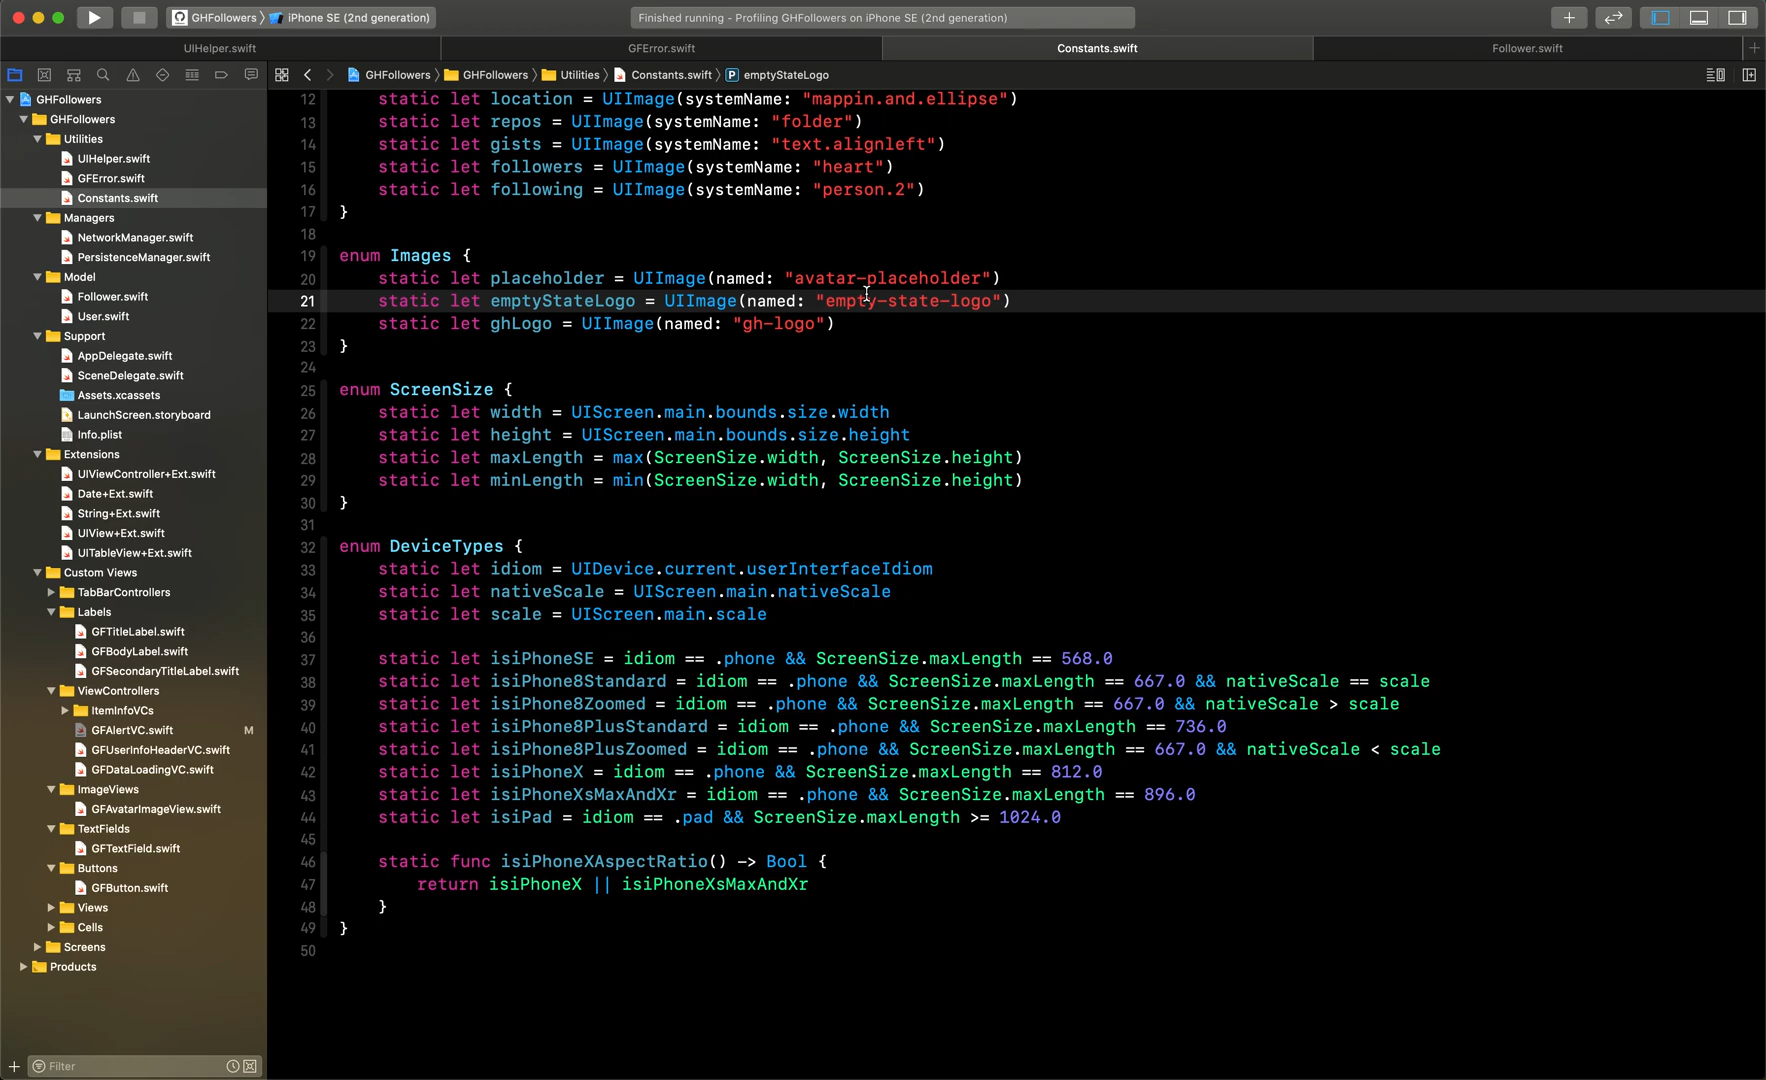 GHFollowers
iPhone SE (2nd generation)
Finished running - Profiling GHFollowers on iPhone SE (2nd generation)
UIHelper.swift
GFError.swift
Constants.swift
Follower.swift
GHFollowers
GHFollowers
Utilities
Constants.swift
P emptyStateLogo
GHFollowers
GHFollowers
Utilities
UIHelper.swift
GFError.swift
Constants.swift
Managers
NetworkManager.swift
PersistenceManager.swift
Model
Follower.swift
User.swift
Support
AppDelegate.swift
SceneDelegate.swift
Assets.xcassets
LaunchScreen.storyboard
Info.plist
Extensions
UIViewController+Ext.swift
Date+Ext.swift
String+Ext.swift
UIView+Ext.swift
UITableView+Ext.swift
Custom Views
TabBarControllers
Labels
GFTitleLabel.swift
GFBodyLabel.swift
GFSecondaryTitleLabel.swift
ViewControllers
ItemInfoVCs
GFAlertVC.swift M
GFUserInfoHeaderVC.swift
GFDataLoadingVC.swift
ImageViews
GFAvatarImageView.swift
TextFields
GFTextField.swift
Buttons
GFButton.swift
Views
Cells
Screens
Products
Filter
12 static let location = UIImage(systemName: "mappin.and.ellipse")
13 static let repos = UIImage(systemName: "folder")
14 static let gists = UIImage(systemName: "text.alignleft")
15 static let followers = UIImage(systemName: "heart")
16 static let following = UIImage(systemName: "person.2")
17 }
18
19 enum Images {
20 static let placeholder = UIImage(named: "avatar-placeholder")
21 static let emptyStateLogo = UIImage(named: "empty-state-logo")
22 static let ghLogo = UIImage(named: "gh-logo")
23 }
24
25 enum ScreenSize {
26 static let width = UIScreen.main.bounds.size.width
27 static let height = UIScreen.main.bounds.size.height
28 static let maxLength = max(ScreenSize.width, ScreenSize.height)
29 static let minLength = min(ScreenSize.width, ScreenSize.height)
30 }
31
32 enum DeviceTypes {
33 static let idiom = UIDevice.current.userInterfaceIdiom
34 static let nativeScale = UIScreen.main.nativeScale
35 static let scale = UIScreen.main.scale
36
37 static let isiPhoneSE = idiom == .phone && ScreenSize.maxLength == 568.0
38 static let isiPhone8Standard = idiom == .phone && ScreenSize.maxLength == 667.0 && nativeScale == scale
39 static let isiPhone8Zoomed = idiom == .phone && ScreenSize.maxLength == 667.0 && nativeScale > scale
40 static let isiPhone8PlusStandard = idiom == .phone && ScreenSize.maxLength == 736.0
41 static let isiPhone8PlusZoomed = idiom == .phone && ScreenSize.maxLength == 667.0 && nativeScale < scale
42 static let isiPhoneX = idiom == .phone && ScreenSize.maxLength == 812.0
43 static let isiPhoneXsMaxAndXr = idiom == .phone && ScreenSize.maxLength == 896.0
44 static let isiPad = idiom == .pad && ScreenSize.maxLength >= 1024.0
45
46 static func isiPhoneXAspectRatio() -> Bool {
47 return isiPhoneX || isiPhoneXsMaxAndXr
48 }
49 }
50